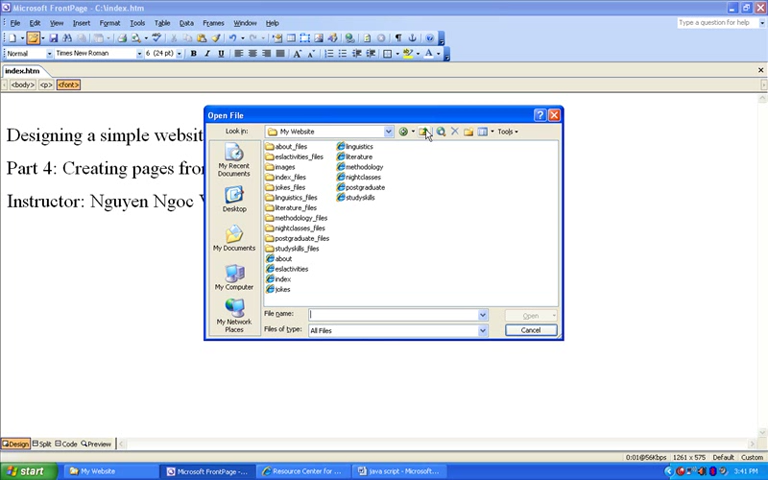 Microsoft FrontPage - C:\index.htm
File Edit View Insert Format Tools Table Data Frames Window Help
Type a question for help
Normal Times New Roman 6 (24 pt) B I U A
index.htm
<body> <p> <font>
Designing a simple websit
Part 4: Creating pages fro
Instructor: Nguyen Ngoc V
Open File
Look in: My Website Tools
My Recent Documents
Desktop
My Documents
My Computer
My Network Places
about_files
eslactivities_files
images
index_files
jokes_files
linguistics_files
literature_files
methodology_files
nightclasses_files
postgraduate_files
studyskills_files
about
eslactivities
index
jokes
linguistics
literature
methodology
nightclasses
postgraduate
studyskills
File name: Open
Files of type: All Files Cancel
Design Split Code Preview
0:01@56Kbps 1261 x 575 Default Custom
start My Website Microsoft FrontPage -... Resource Center for ... java script - Microsoft... 3:41 PM